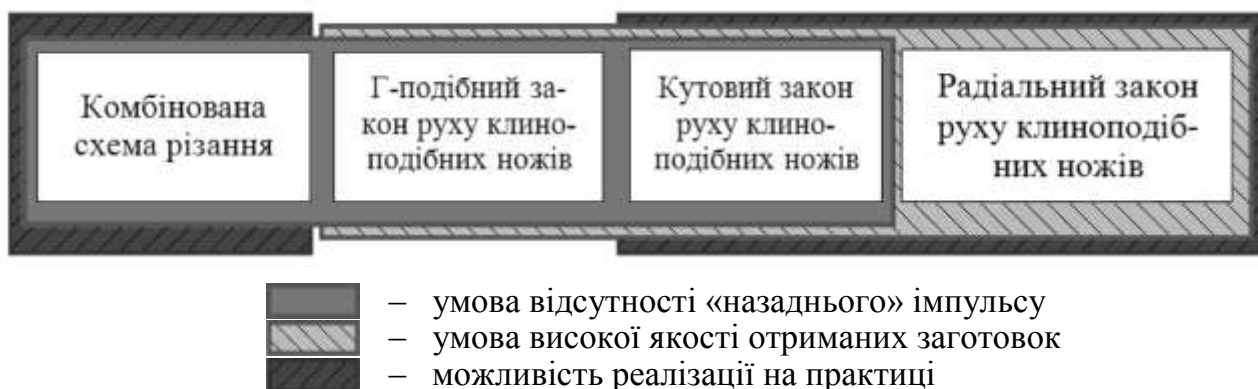 Комбінована
схема різання
Г-подібний за-
кон руху клино-
подібних ножів
Кутовий закон
руху клино-
подібних ножів
Радіальний закон
руху клиноподіб-
них ножів
– умова відсутності «назаднього» імпульсу
– умова високої якості отриманих заготовок
– можливість реалізації на практиці